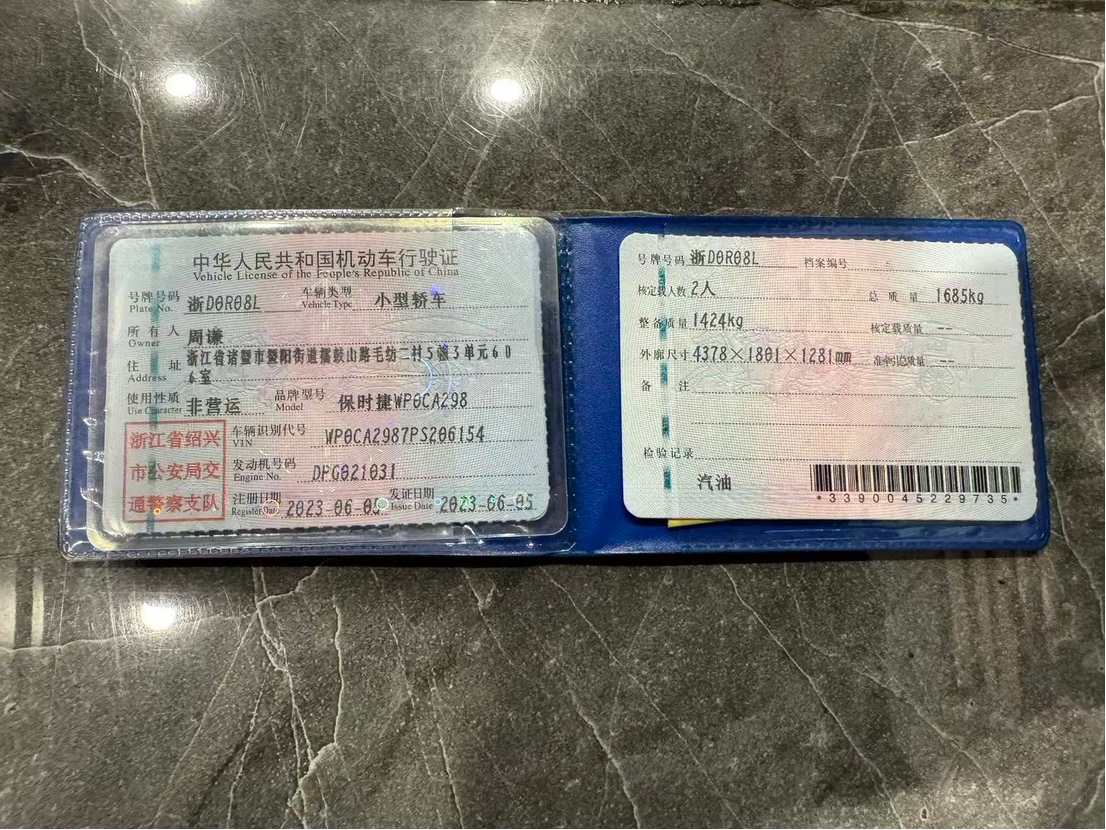 中华人民共和国机动车行驶证
Vehicle License of the People's Republic of China
号牌号码 Plate No. 浙D0R08L 车辆类型 Vehicle Type 小型轿车
所有人 Owner 周谦
住址 Address 浙江省诸暨市暨阳街道摇鼓山路毛纺二村5幢3单元60
6室
使用性质 Use Character 非营运 品牌型号 Model 保时捷WP0CA298
浙江省绍兴
市公安局交
通警察支队
车辆识别代号 VIN WP0CA2987PS206154
发动机号码 Engine No. DPG021031
注册日期 Register Date 2023-06-05 发证日期 Issue Date 2023-06-05
号牌号码 浙D0R08L 档案编号
核定载人数 2人 总质量 1685kg
整备质量 1424kg 核定载质量 --
外廓尺寸 4378×1801×1281mm 准牵引总质量 --
备注
检验记录
汽油
*3390045229735*